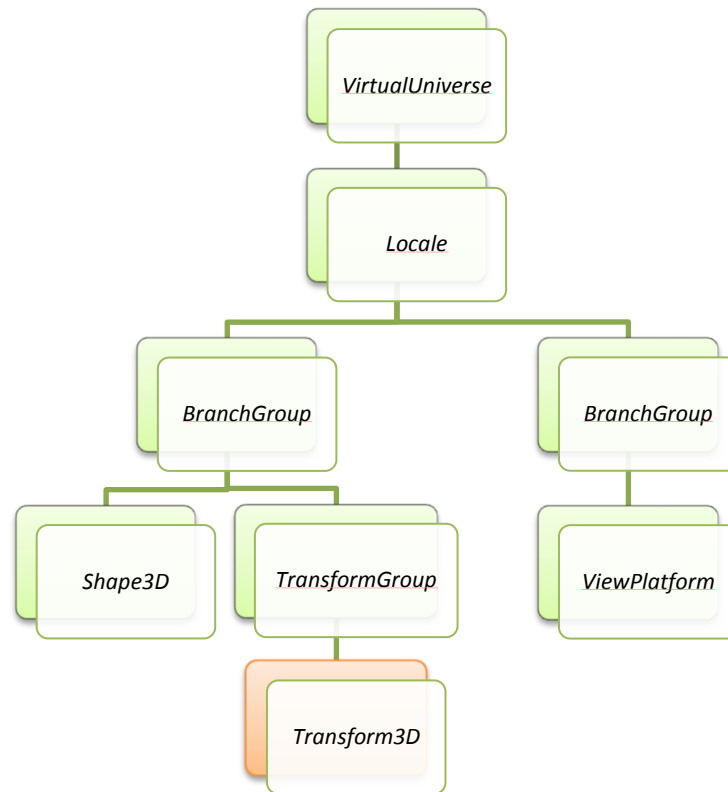 VirtualUniverse
Locale
BranchGroup
BranchGroup
Shape3D
TransformGroup
ViewPlatform
Transform3D